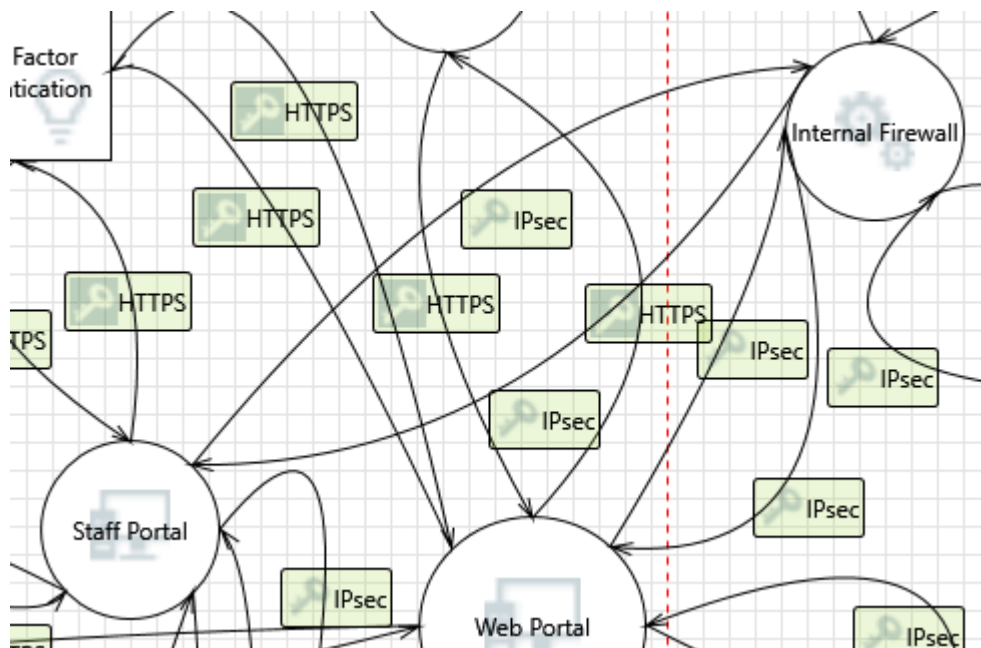 Factor
tication
HTTPS
Internal Firewall
HTTPS
IPsec
HTTPS
HTTPS
HTTPS
TPS
IPsec
IPsec
IPsec
IPsec
Staff Portal
IPsec
Web Portal
IPsec